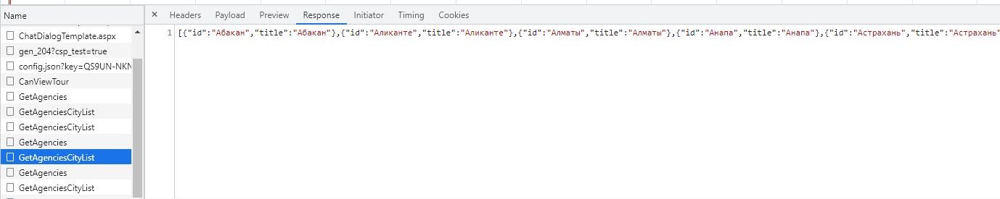 Name
ChatDialogTemplate.aspx
gen_204?csp_test=true
config.json?key=QS9UN-NKN
CanViewTour
GetAgencies
GetAgenciesCityList
GetAgenciesCityList
GetAgencies
GetAgenciesCityList
GetAgencies
GetAgenciesCityList
× Headers Payload Preview Response Initiator Timing Cookies
1 [{"id":"Абакан","title":"Абакан"},{"id":"Аликанте","title":"Аликанте"},{"id":"Алматы","title":"Алматы"},{"id":"Анапа","title":"Анапа"},{"id":"Астрахань","title":"Астрахань"